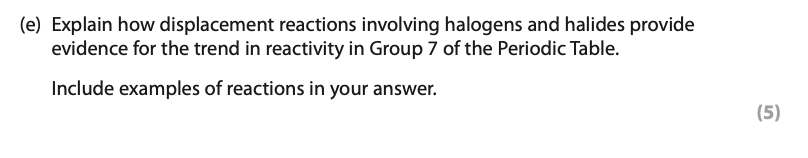 (e) Explain how displacement reactions involving halogens and halides provide
evidence for the trend in reactivity in Group 7 of the Periodic Table.
Include examples of reactions in your answer.
(5)